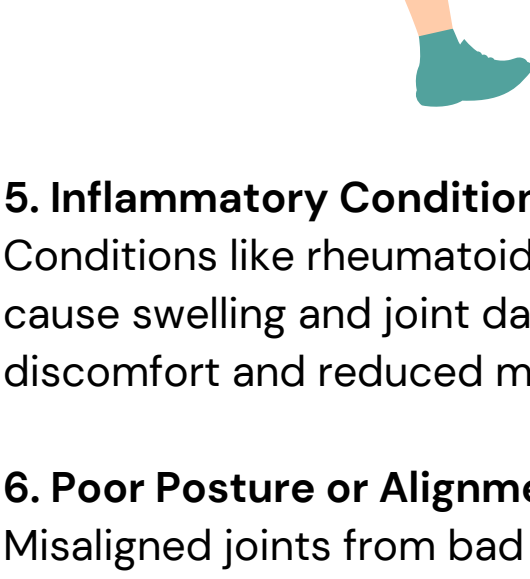 5. Inflammatory Condition
Conditions like rheumatoid
cause swelling and joint da
discomfort and reduced m
6. Poor Posture or Alignme
Misaligned joints from bad